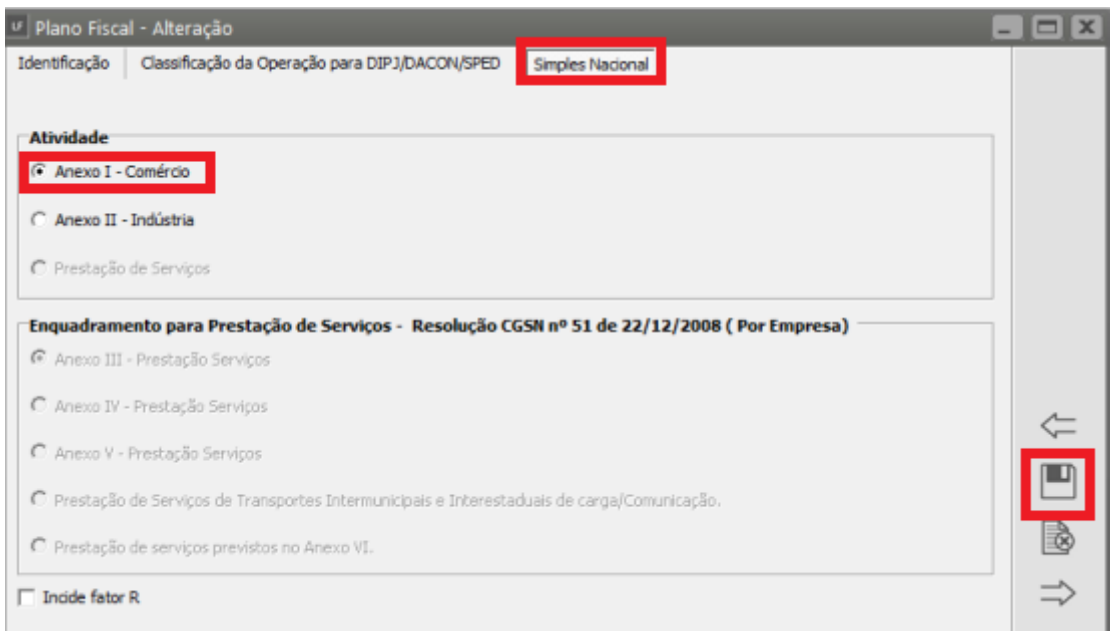 LF Plano Fiscal - Alteração
Identificação Classificação da Operação para DIPJ/DACON/SPED Simples Nacional
Atividade
Anexo I - Comércio
Anexo II - Indústria
Prestação de Serviços
Enquadramento para Prestação de Serviços - Resolução CGSN nº 51 de 22/12/2008 ( Por Empresa)
Anexo III - Prestação Serviços
Anexo IV - Prestação Serviços
Anexo V - Prestação Serviços
Prestação de Serviços de Transportes Intermunicipais e Interestaduais de carga/Comunicação.
Prestação de serviços previstos no Anexo VI.
Incide fator R